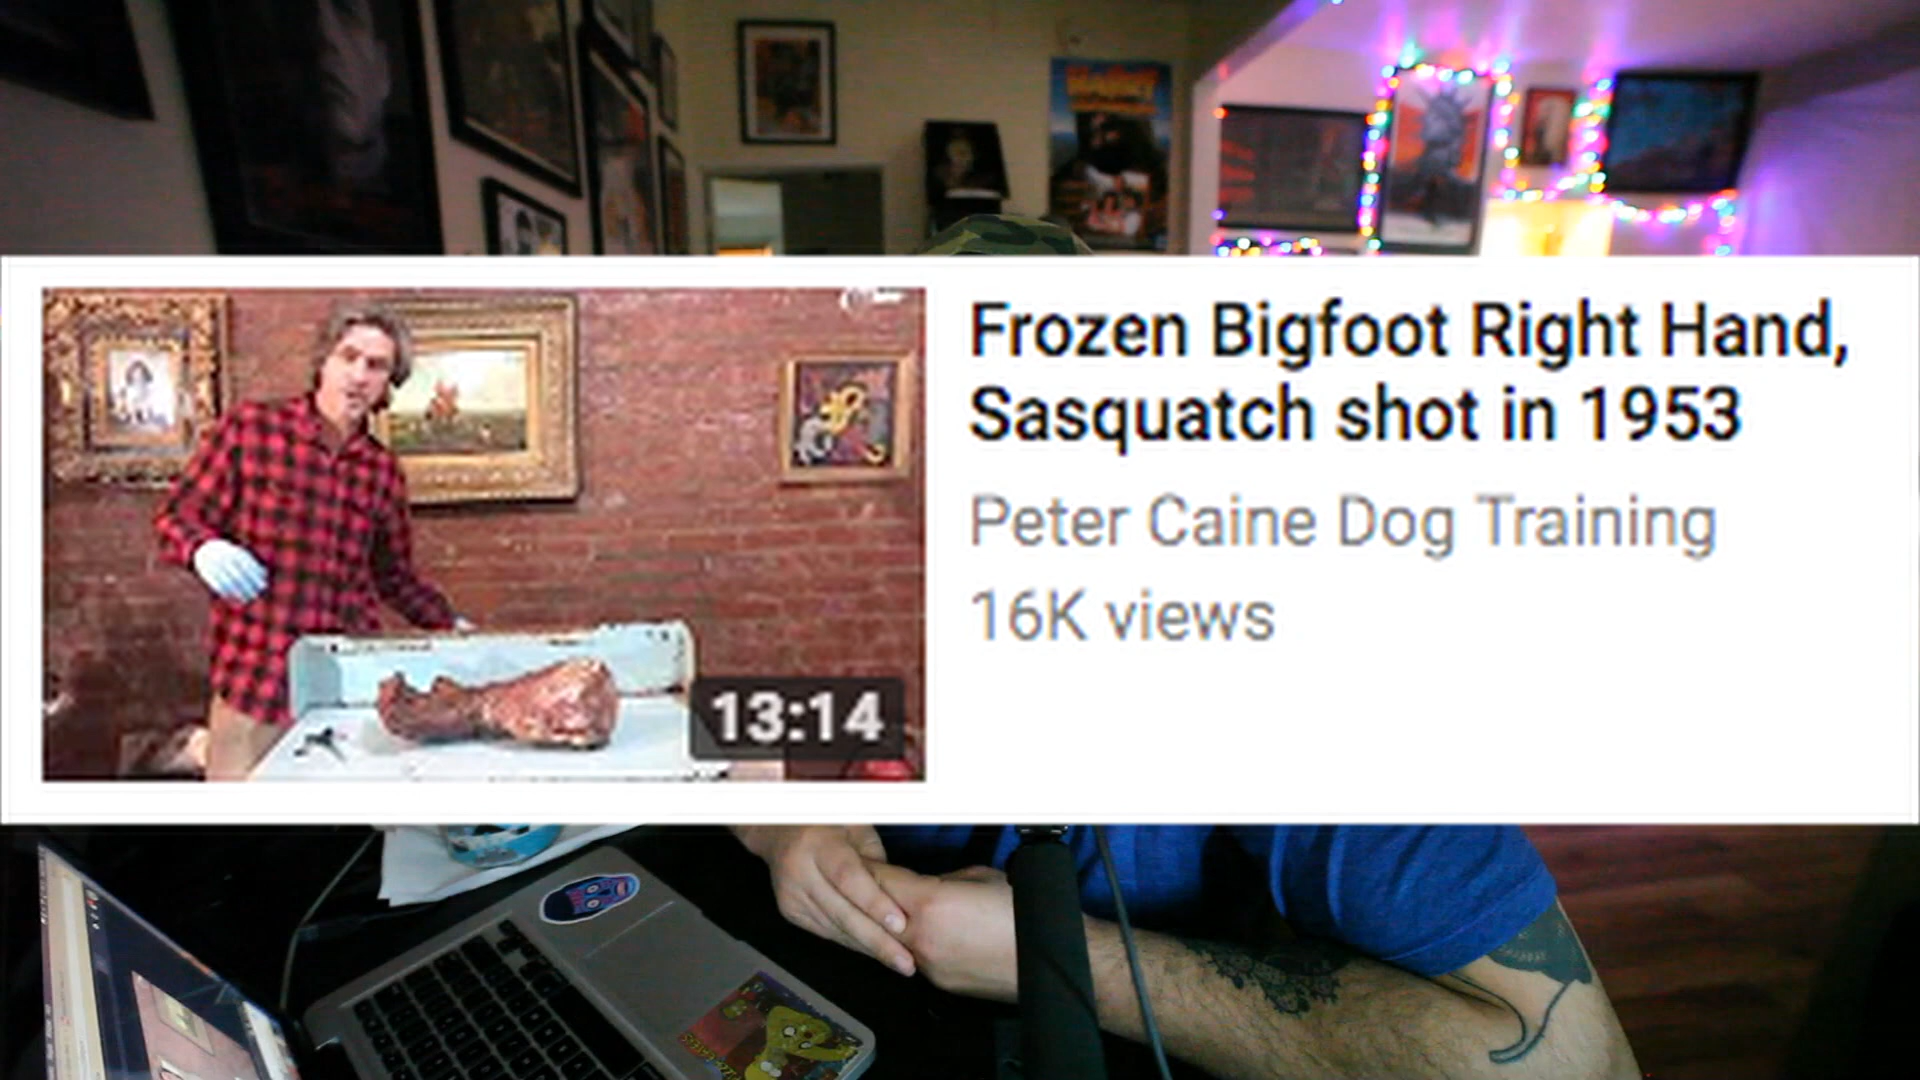 Frozen Bigfoot Right Hand,
Sasquatch shot in 1953
Peter Caine Dog Training
16K views
13:14